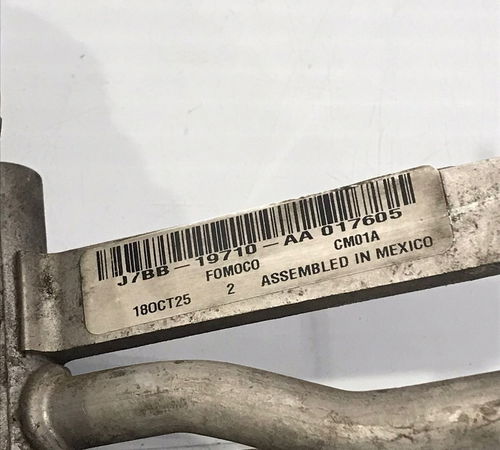 J7BB-19710-AA 017605
FOMOCO CM01A
18OCT25 2 ASSEMBLED IN MEXICO